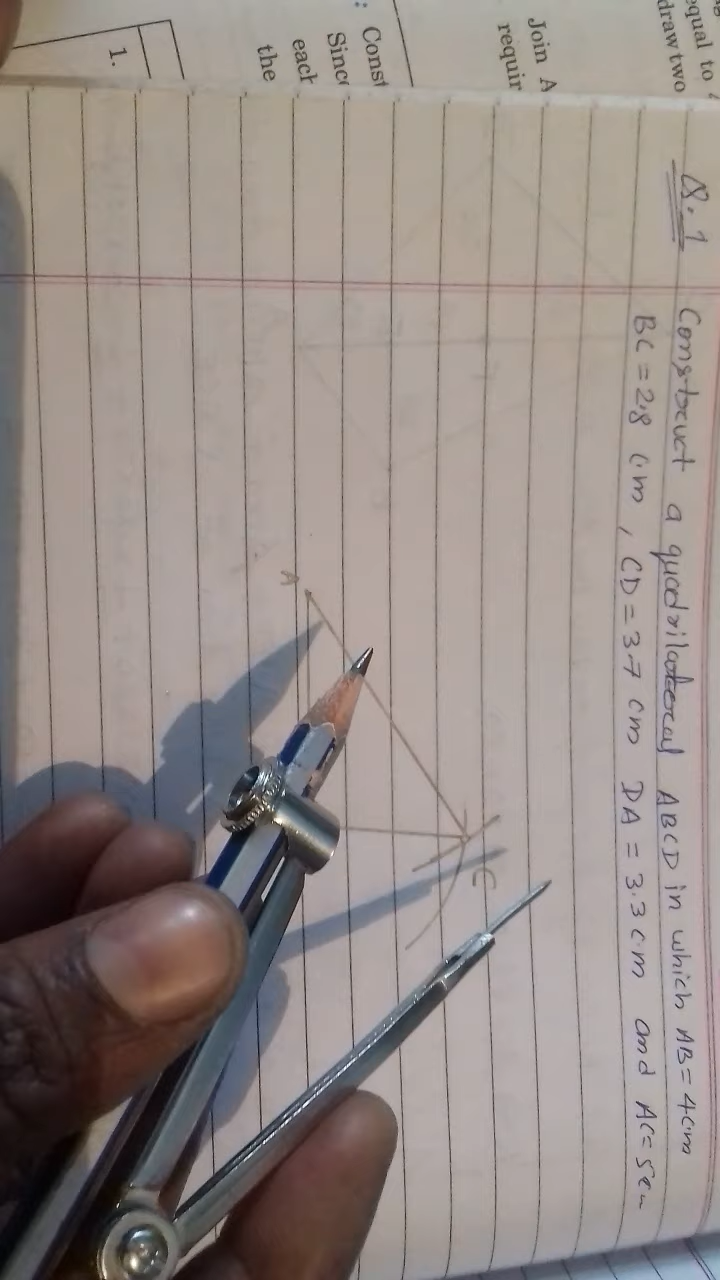 equal to
draw two
Join A
requir
: Const
Since
each
the
1.
Q.1 Construct a quadrilateral ABCD in which AB = 4cm
BC = 2.8 cm, CD = 3.7 cm DA = 3.3 cm and AC = 5cm
A
C